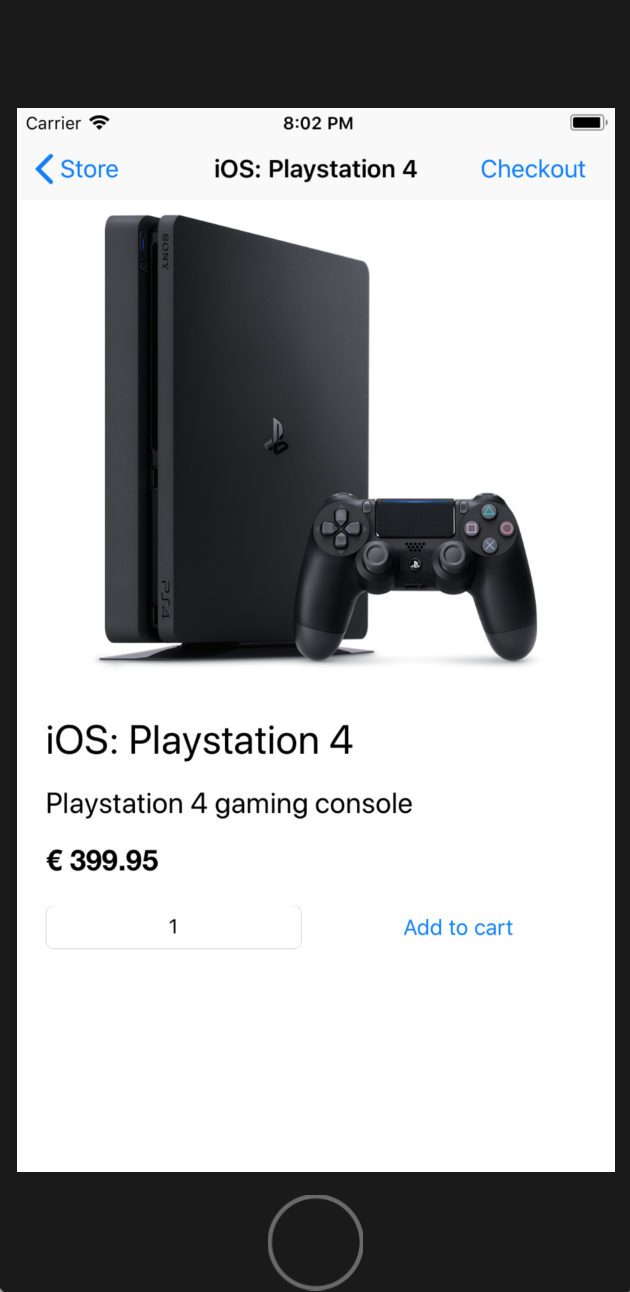 Carrier 8:02 PM
Store iOS: Playstation 4 Checkout
SONY
PS4
iOS: Playstation 4
Playstation 4 gaming console
€ 399.95
1 Add to cart